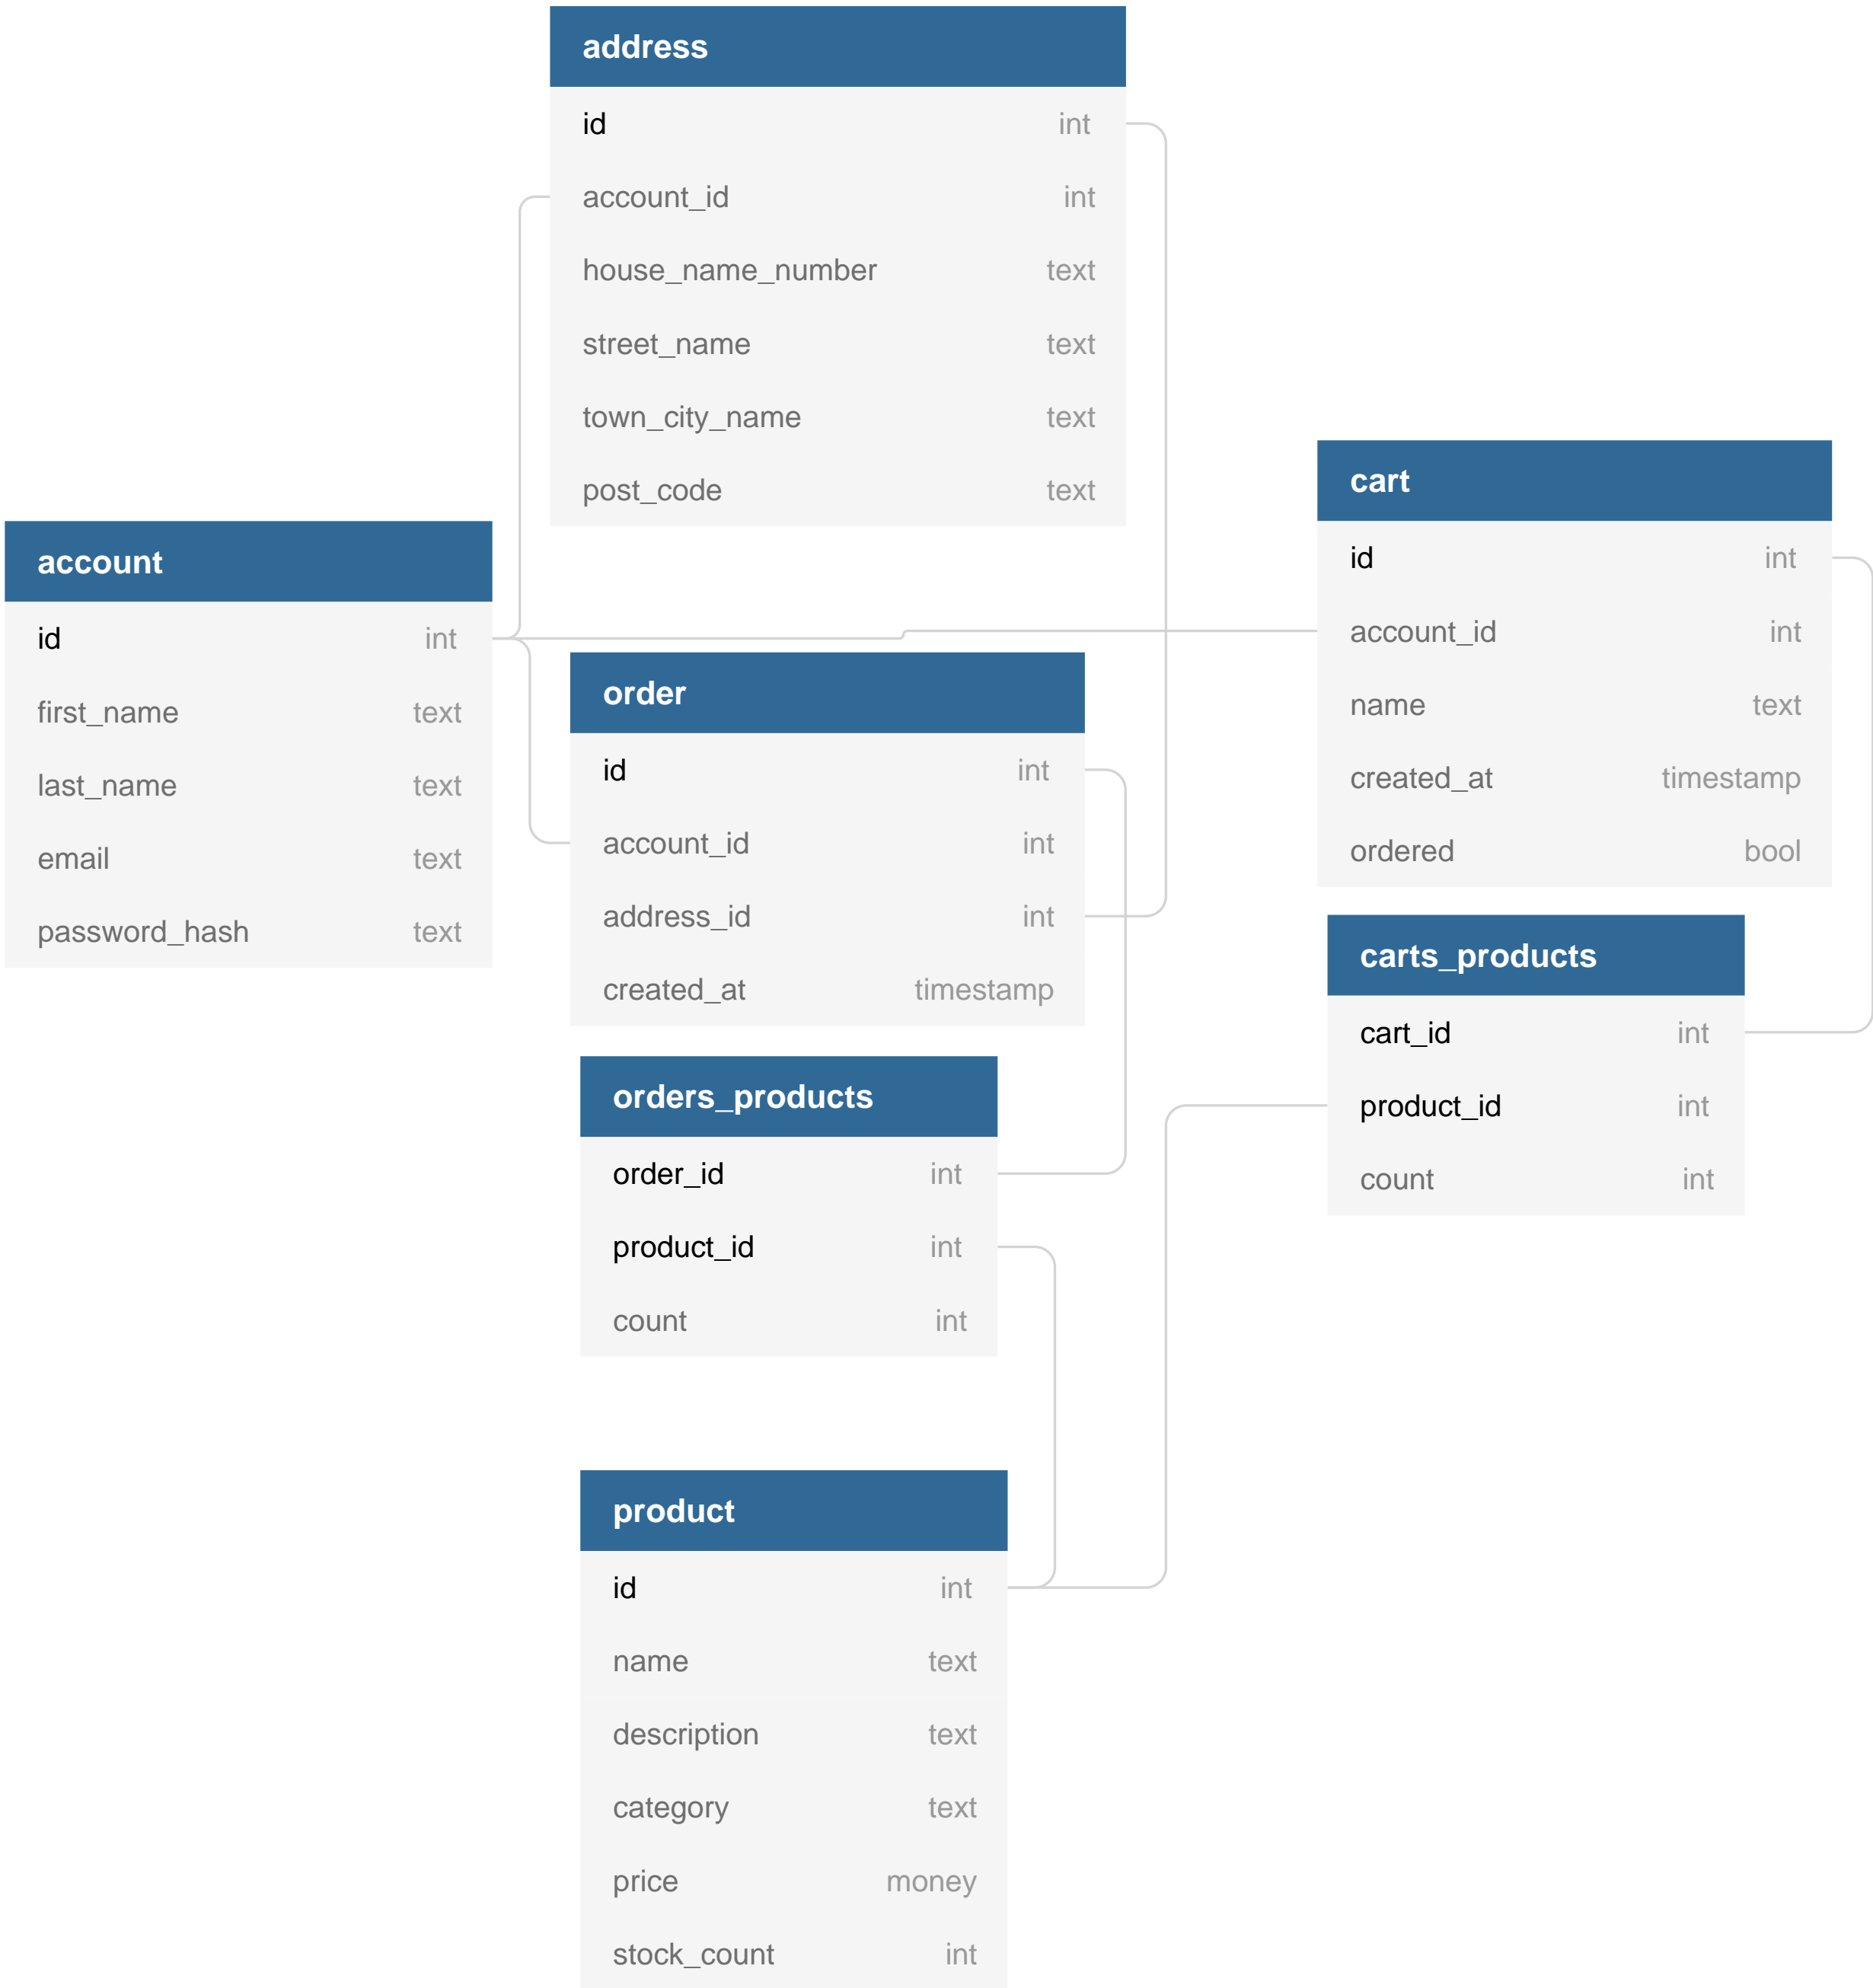 address
id int
account_id int
house_name_number text
street_name text
town_city_name text
post_code text
account
id int
first_name text
last_name text
email text
password_hash text
cart
id int
account_id int
name text
created_at timestamp
ordered bool
order
id int
account_id int
address_id int
created_at timestamp
carts_products
cart_id int
product_id int
count int
orders_products
order_id int
product_id int
count int
product
id int
name text
description text
category text
price money
stock_count int